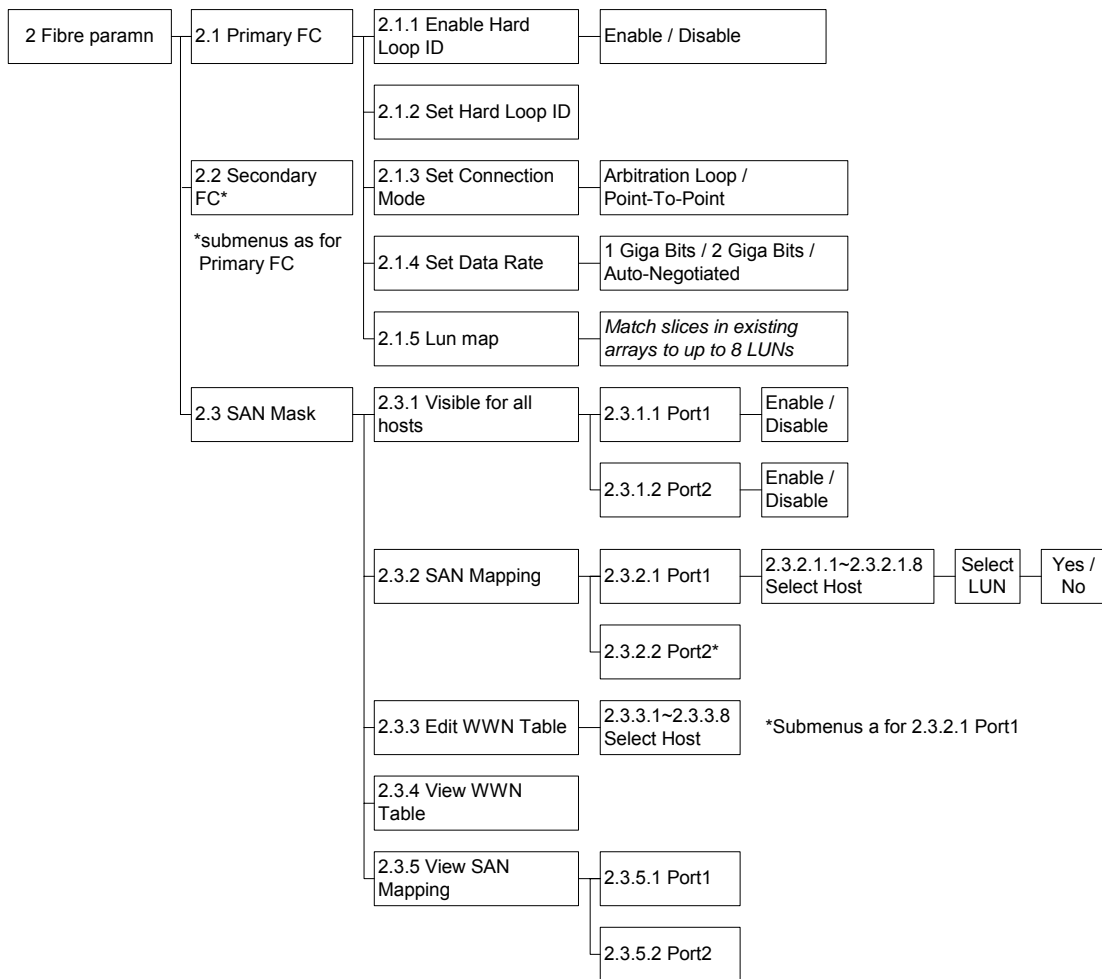 2 Fibre paramn
2.1 Primary FC
2.1.1 Enable Hard
Loop ID
Enable / Disable
2.1.2 Set Hard Loop ID
2.2 Secondary
FC*
2.1.3 Set Connection
Mode
Arbitration Loop /
Point-To-Point
*submenus as for
Primary FC
2.1.4 Set Data Rate
1 Giga Bits / 2 Giga Bits /
Auto-Negotiated
2.1.5 Lun map
Match slices in existing
arrays to up to 8 LUNs
2.3 SAN Mask
2.3.1 Visible for all
hosts
2.3.1.1 Port1
Enable /
Disable
2.3.1.2 Port2
Enable /
Disable
2.3.2 SAN Mapping
2.3.2.1 Port1
2.3.2.1.1~2.3.2.1.8
Select Host
Select
LUN
Yes /
No
2.3.2.2 Port2*
2.3.3 Edit WWN Table
2.3.3.1~2.3.3.8
Select Host
*Submenus a for 2.3.2.1 Port1
2.3.4 View WWN
Table
2.3.5 View SAN
Mapping
2.3.5.1 Port1
2.3.5.2 Port2